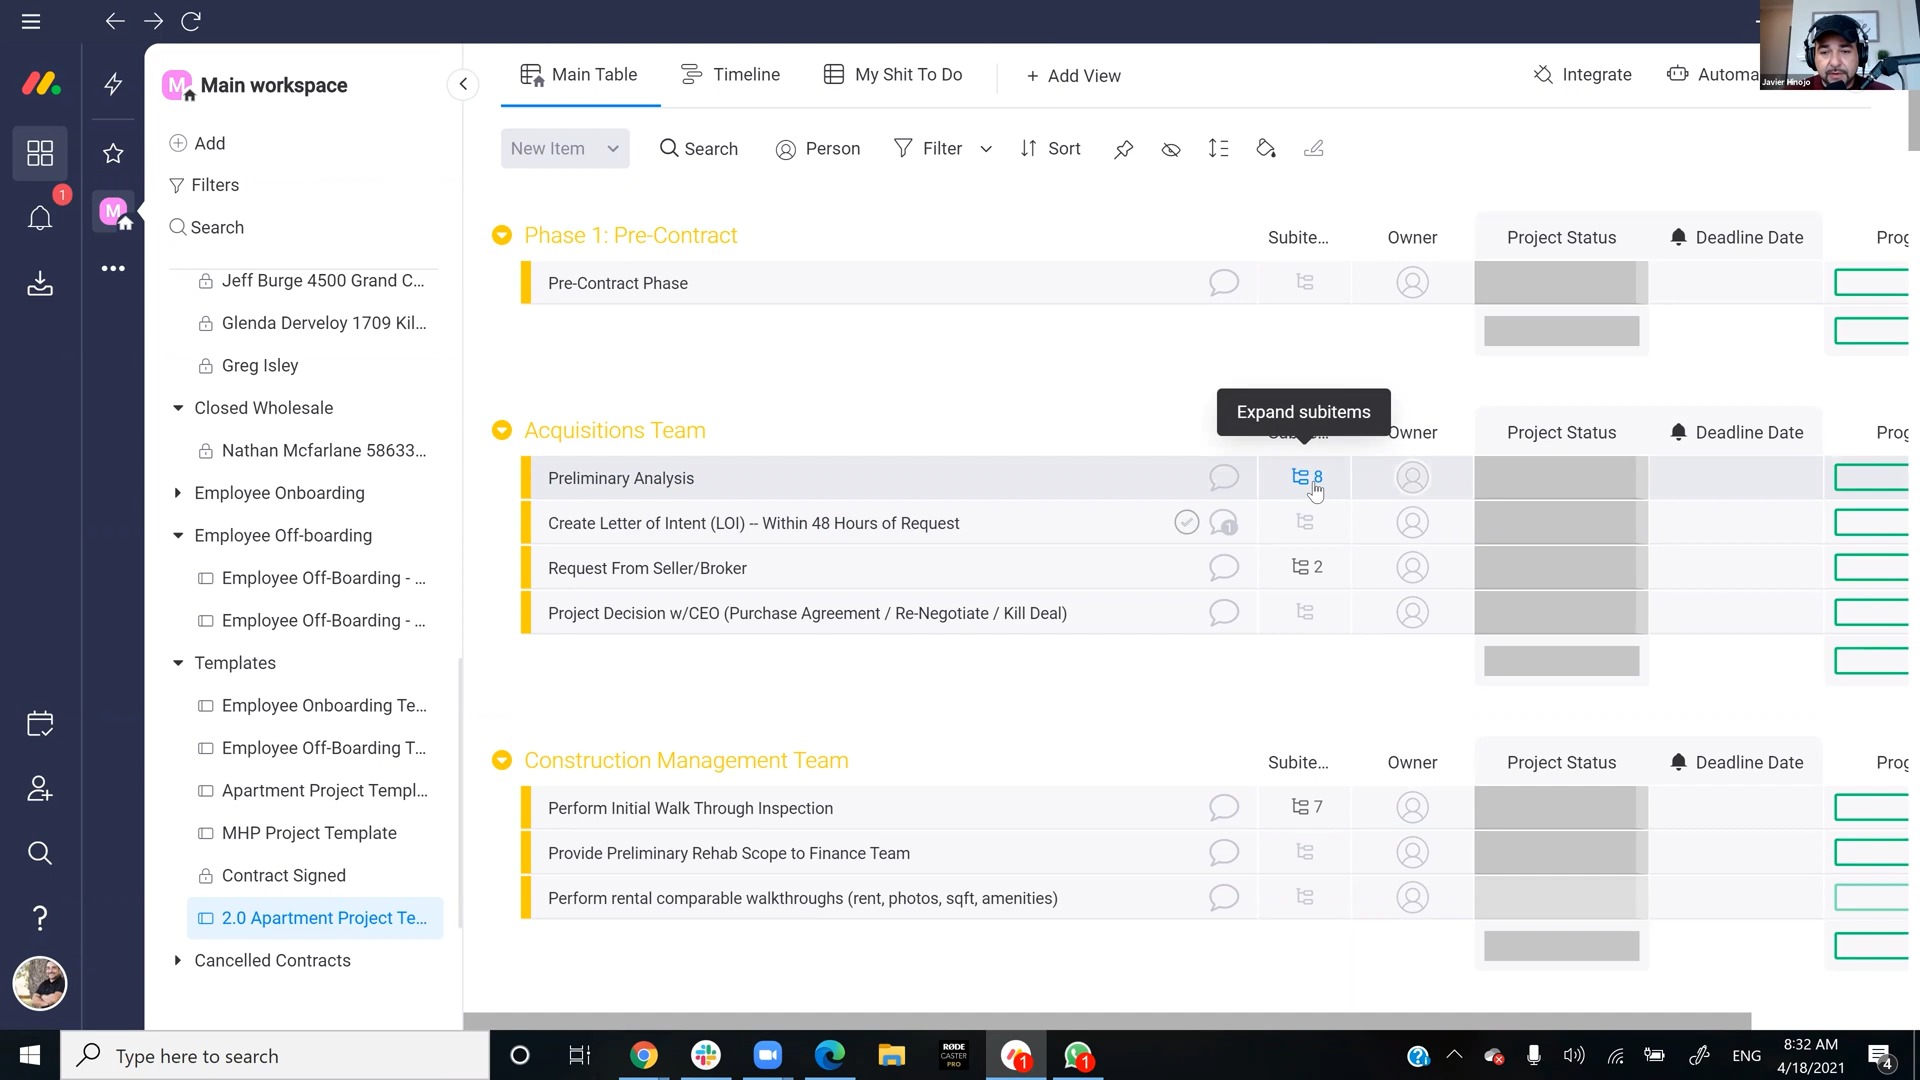 Main workspace
Add
Filters
Search
Jeff Burge 4500 Grand C...
Glenda Derveloy 1709 Kil...
Greg Isley
Closed Wholesale
Nathan Mcfarlane 58633...
Employee Onboarding
Employee Off-boarding
Employee Off-Boarding - ...
Employee Off-Boarding - ...
Templates
Employee Onboarding Te...
Employee Off-Boarding T...
Apartment Project Templ...
MHP Project Template
Contract Signed
2.0 Apartment Project Te...
Cancelled Contracts
1
M
M
Main Table
Timeline
My Shit To Do
+ Add View
Integrate
Automa
Javier Hinojo
New Item
Search
Person
Filter
Sort
Phase 1: Pre-Contract
Subite...
Owner
Project Status
Deadline Date
Prog
Pre-Contract Phase
Expand subitems
Acquisitions Team
Owner
Project Status
Deadline Date
Prog
Preliminary Analysis
8
Create Letter of Intent (LOI) -- Within 48 Hours of Request
1
Request From Seller/Broker
2
Project Decision w/CEO (Purchase Agreement / Re-Negotiate / Kill Deal)
Construction Management Team
Subite...
Owner
Project Status
Deadline Date
Prog
Perform Initial Walk Through Inspection
7
Provide Preliminary Rehab Scope to Finance Team
Perform rental comparable walkthroughs (rent, photos, sqft, amenities)
Type here to search
RØDE
CASTER
PRO
1
1
ENG
8:32 AM
4/18/2021
4